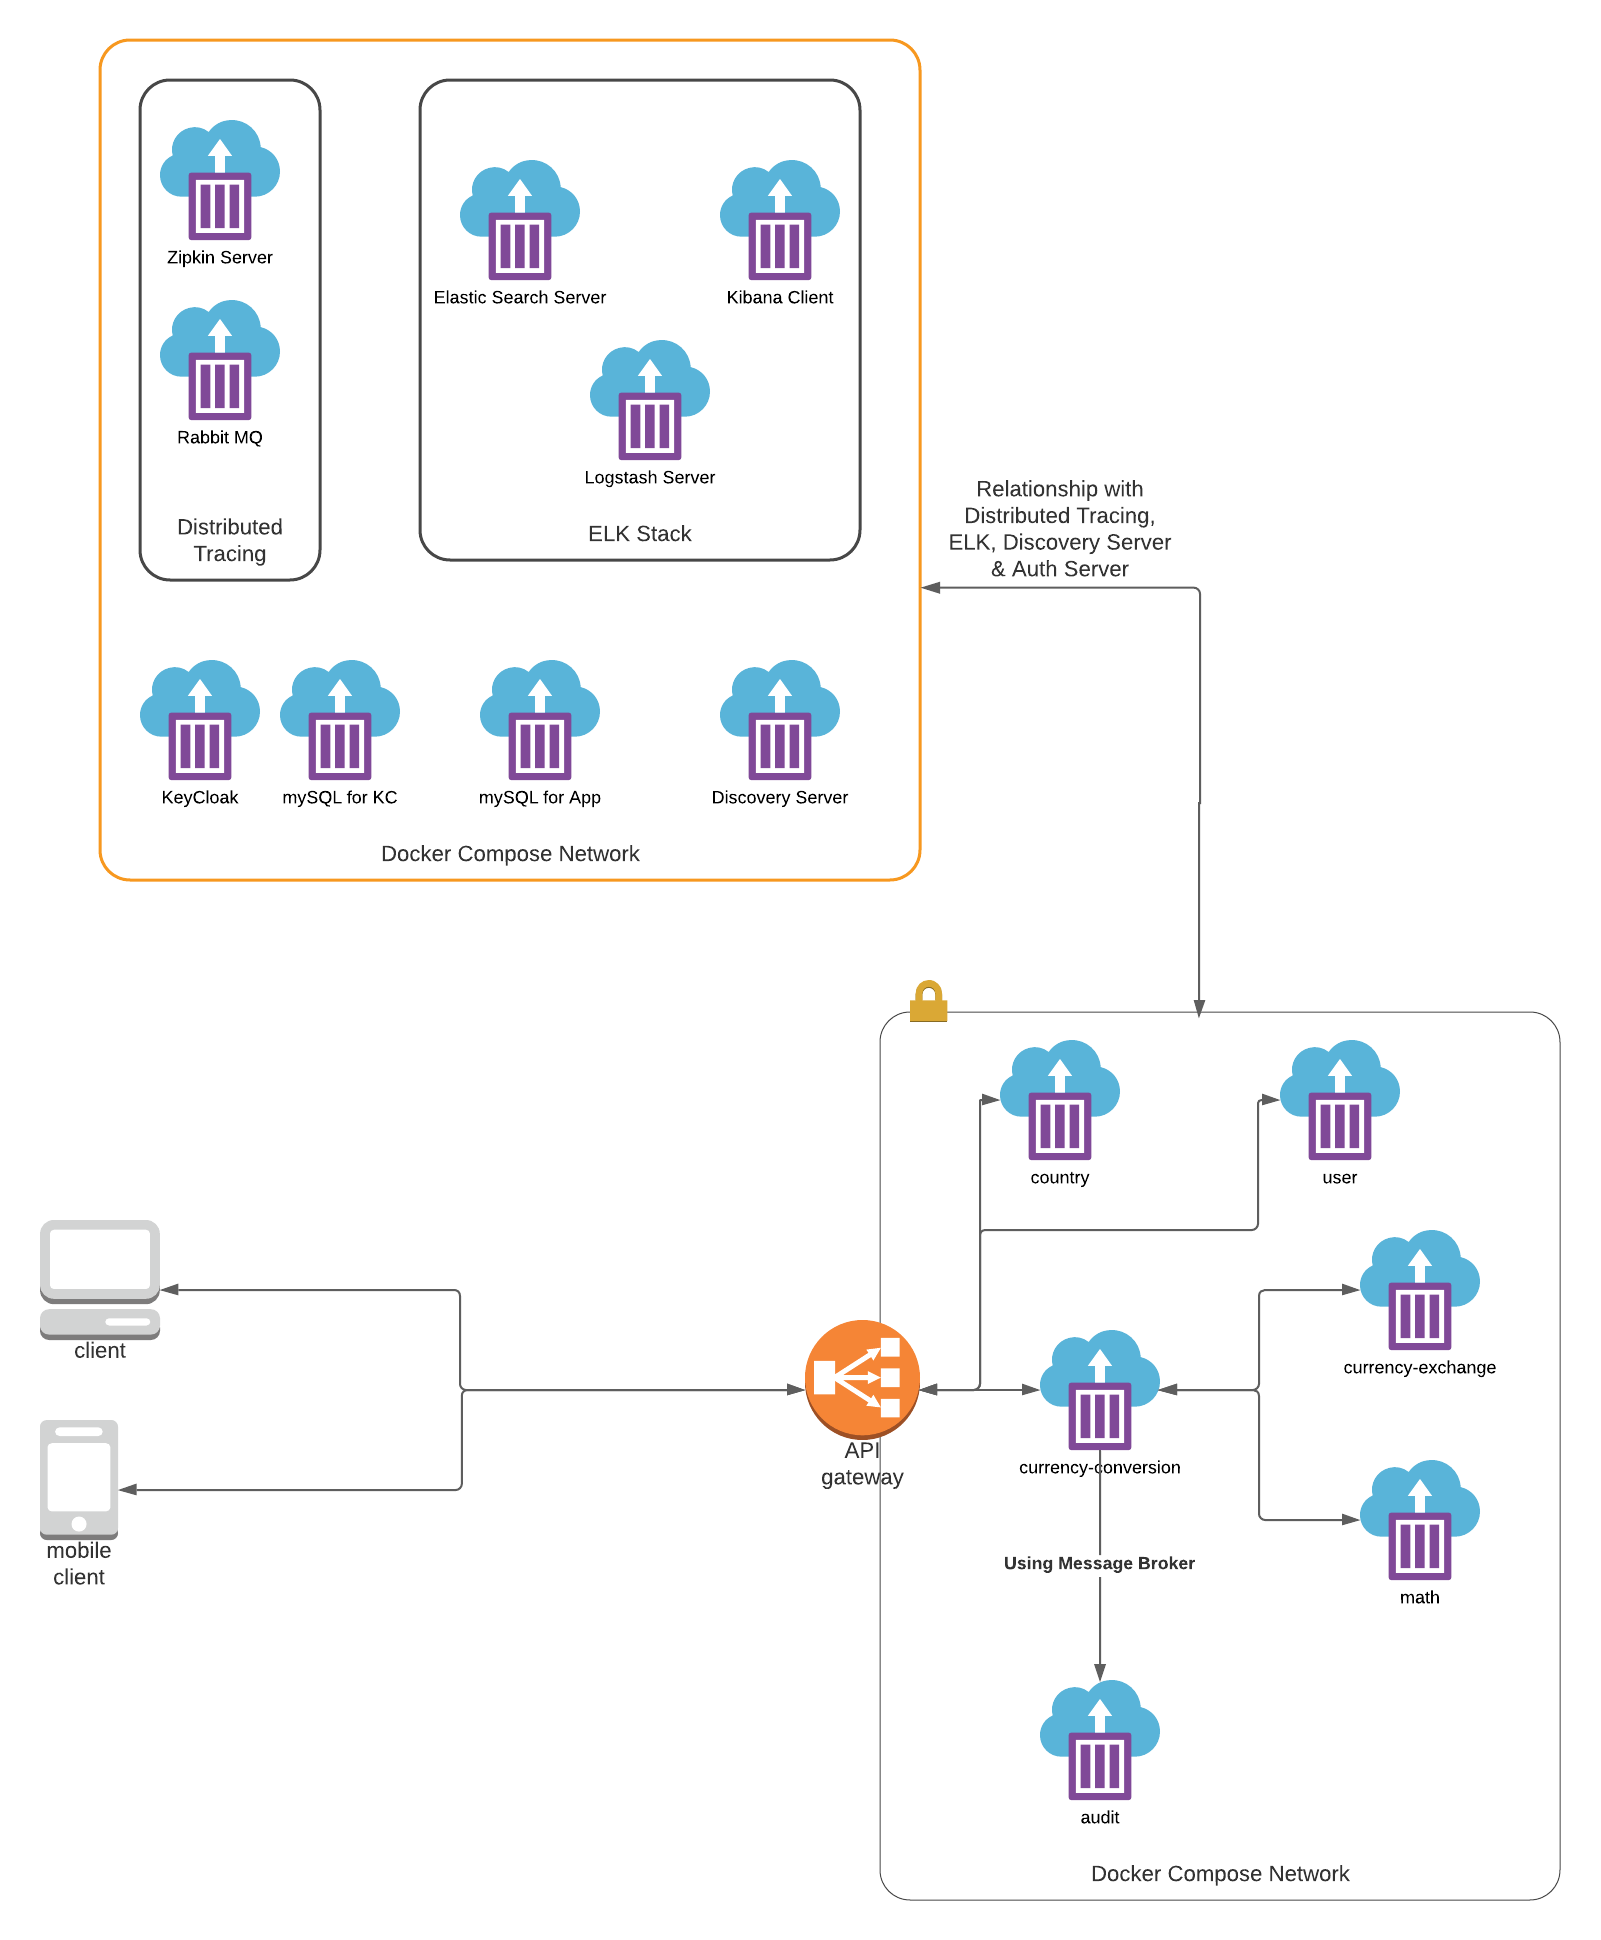 Zipkin Server
Rabbit MQ
Distributed
Tracing
Elastic Search Server
Kibana Client
Logstash Server
ELK Stack
Relationship with
Distributed Tracing,
ELK, Discovery Server
& Auth Server
KeyCloak
mySQL for KC
mySQL for App
Discovery Server
Docker Compose Network
country
user
client
mobile
client
API
gateway
currency-conversion
currency-exchange
math
Using Message Broker
audit
Docker Compose Network